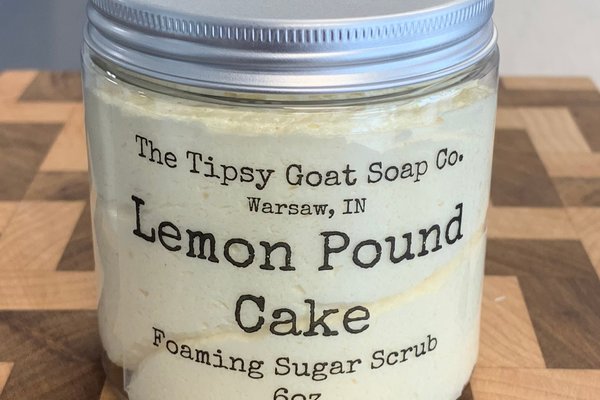 The Tipsy Goat Soap Co.
Warsaw, IN
Lemon Pound
Cake
Foaming Sugar Scrub
6oz